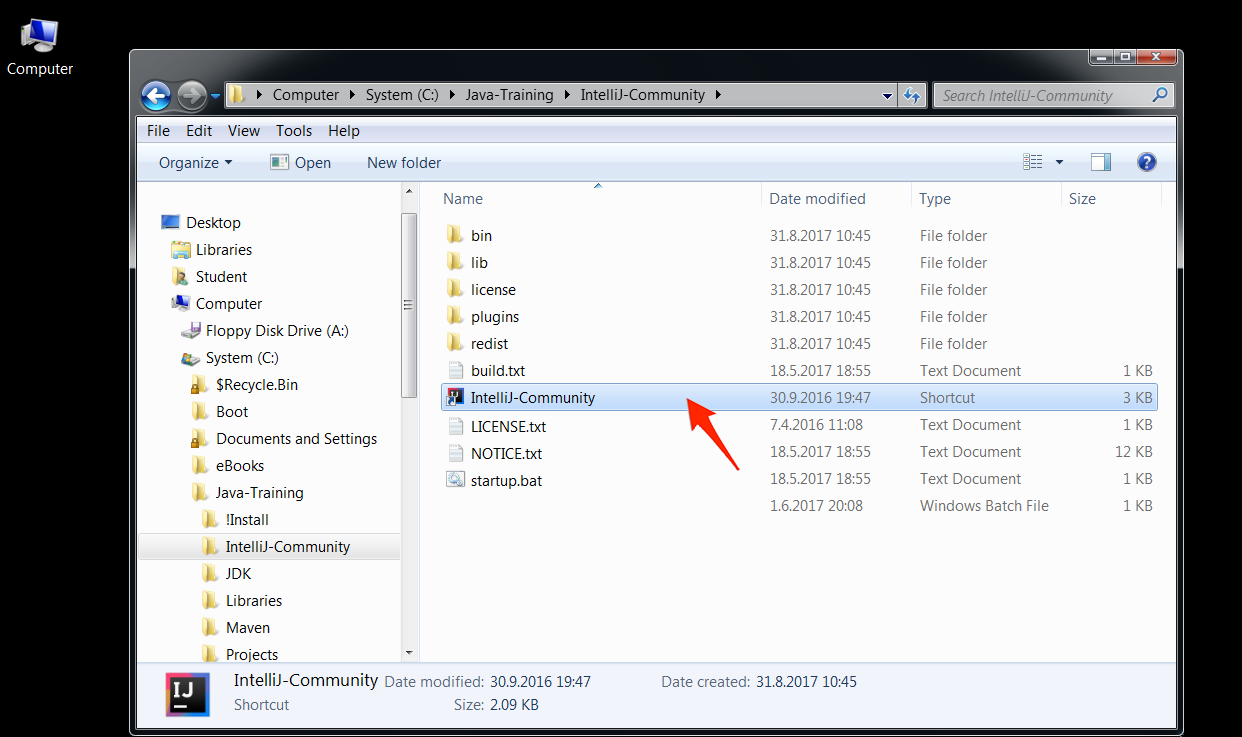 Computer
Computer System (C:) Java-Training IntelliJ-Community Search IntelliJ-Community
File Edit View Tools Help
Organize Open New folder
Name Date modified Type Size
Desktop
Libraries
Student
Computer
Floppy Disk Drive (A:)
System (C:)
$Recycle.Bin
Boot
Documents and Settings
eBooks
Java-Training
!Install
IntelliJ-Community
JDK
Libraries
Maven
Projects
bin 31.8.2017 10:45 File folder
lib 31.8.2017 10:45 File folder
license 31.8.2017 10:45 File folder
plugins 31.8.2017 10:45 File folder
redist 31.8.2017 10:45 File folder
build.txt 18.5.2017 18:55 Text Document 1 KB
IntelliJ-Community 30.9.2016 19:47 Shortcut 3 KB
LICENSE.txt 7.4.2016 11:08 Text Document 1 KB
NOTICE.txt 18.5.2017 18:55 Text Document 12 KB
startup.bat 18.5.2017 18:55 Text Document 1 KB
1.6.2017 20:08 Windows Batch File 1 KB
IJ
IntelliJ-Community Date modified: 30.9.2016 19:47 Date created: 31.8.2017 10:45
Shortcut Size: 2.09 KB